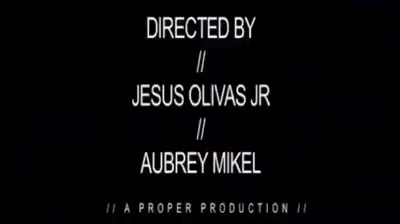 DIRECTED BY
//
JESUS OLIVAS JR
//
AUBREY MIKEL
// A PROPER PRODUCTION //